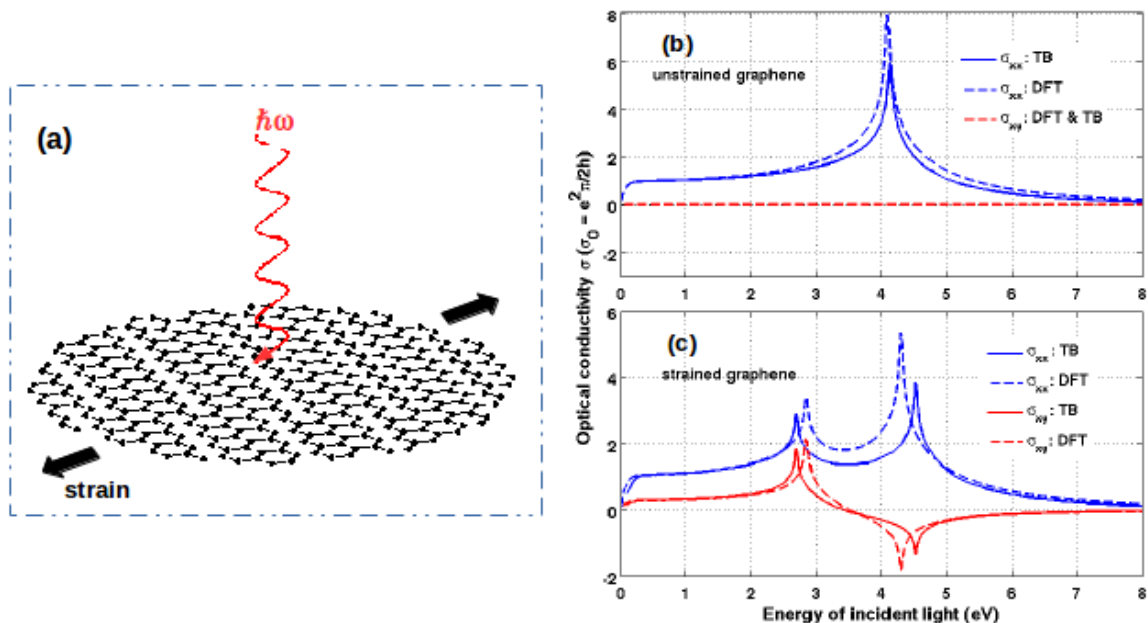 (a)
ħω
strain
Optical conductivity σ (σ₀ = e²π/2h)
(b)
unstrained graphene
σₓₓ: TB
σₓₓ: DFT
σₓᵧ: DFT & TB
8
6
4
2
0
-2
0 1 2 3 4 5 6 7 8
(c)
strained graphene
σₓₓ: TB
σₓₓ: DFT
σₓᵧ: TB
σₓᵧ: DFT
6
4
2
0
-2
0 1 2 3 4 5 6 7 8
Energy of incident light (eV)